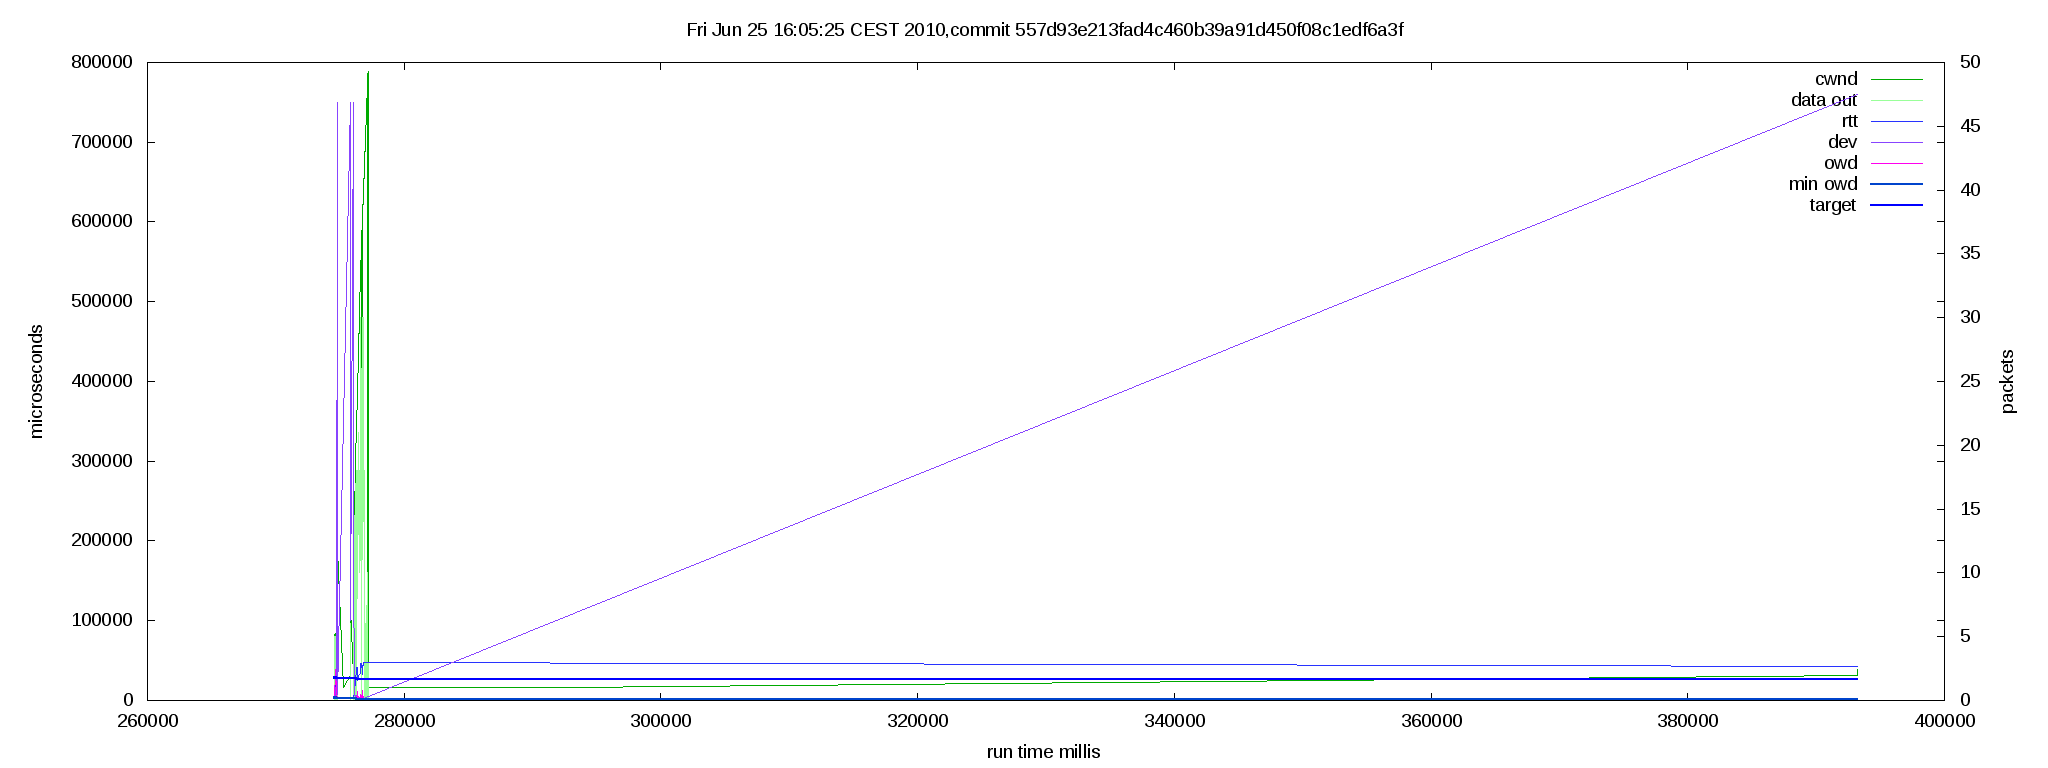 Fri Jun 25 16:05:25 CEST 2010,commit 557d93e213fad4c460b39a91d450f08c1edf6a3f
800000
700000
600000
500000
400000
300000
200000
100000
0
microseconds
50
45
40
35
30
25
20
15
10
5
0
packets
cwnd
data out
rtt
dev
owd
min owd
target
260000 280000 300000 320000 340000 360000 380000 400000
run time millis